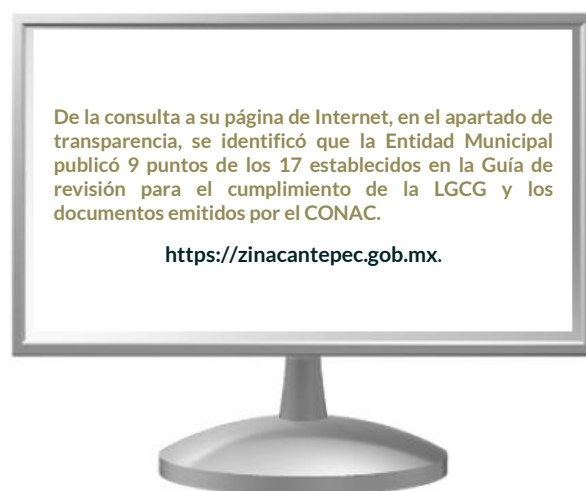 De la consulta a su página de Internet, en el apartado de
transparencia, se identificó que la Entidad Municipal
publicó 9 puntos de los 17 establecidos en la Guía de
revisión para el cumplimiento de la LGCG y los
documentos emitidos por el CONAC.
https://zinacantepec.gob.mx.